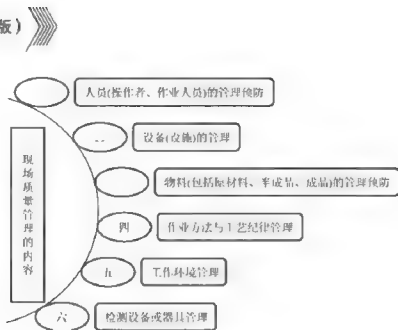 版）
人员(操作者、作业人员)的管理预防
设备(设施)的管理
物料(包括原材料、半成品、成品)的管理预防
现场质量管理的内容
四
作业方法与工艺纪律管理
五
工作环境管理
六
检测设备或器具管理